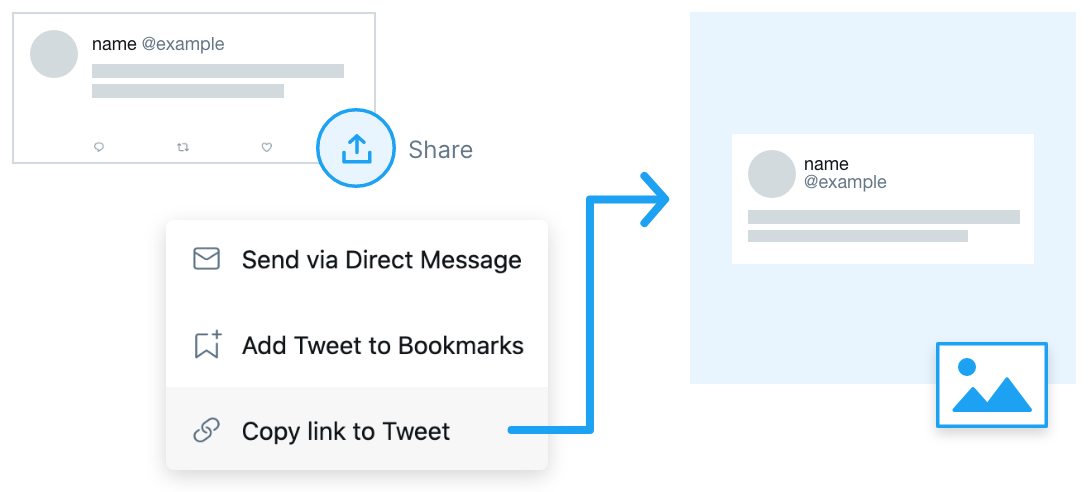 name @example
Share
Send via Direct Message
Add Tweet to Bookmarks
Copy link to Tweet
name
@example